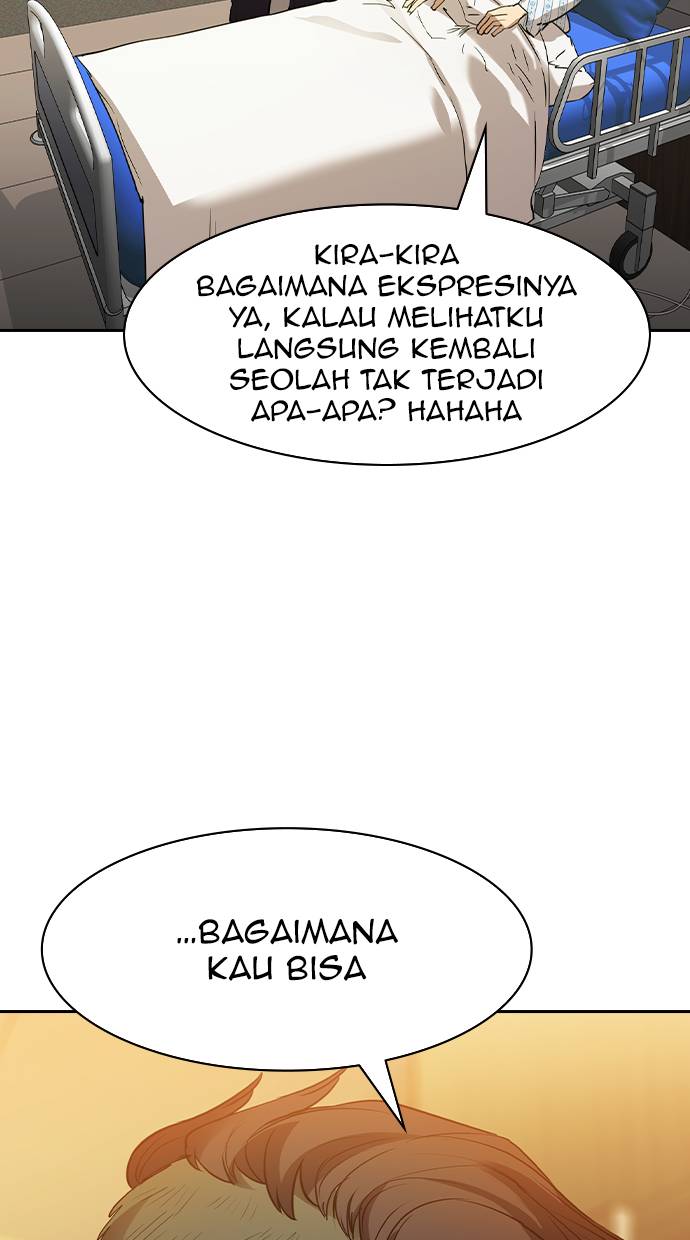 KIRA-KIRA
BAGAIMANA EKSPRESINYA
YA, KALAU MELIHATKU
LANGSUNG KEMBALI
SEOLAH TAK TERJADI
APA-APA? HAHAHA
...BAGAIMANA
KAU BISA